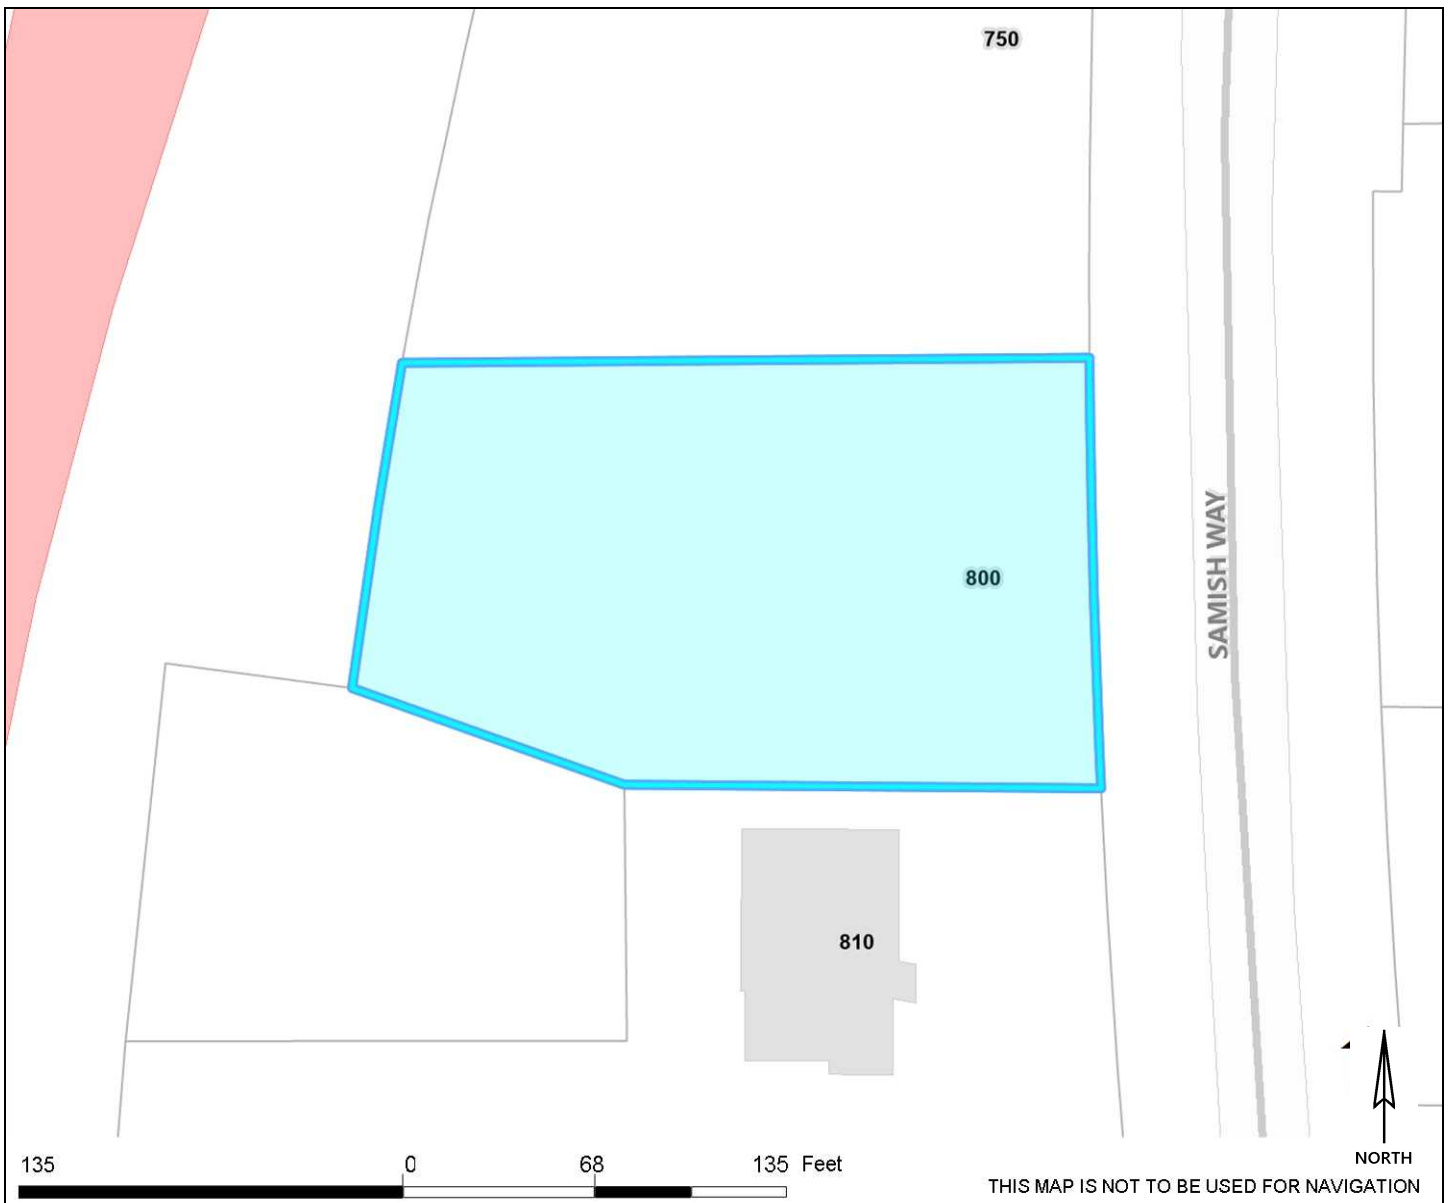 750
800
SAMISH WAY
810
135 0 68 135 Feet
NORTH
THIS MAP IS NOT TO BE USED FOR NAVIGATION